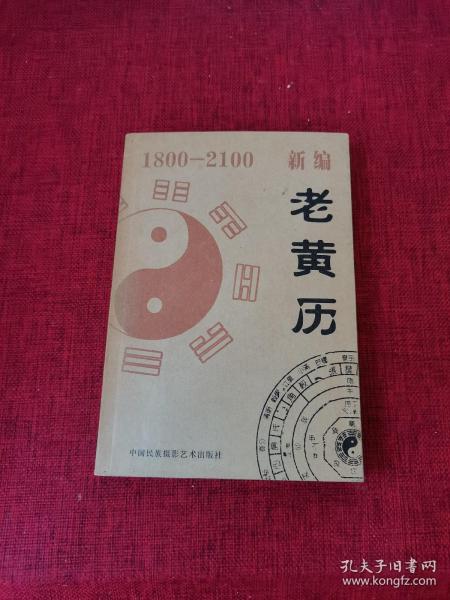 1800—2100 新编
老黄历
中国民族摄影艺术出版社
孔夫子旧书网
www.kongfz.com